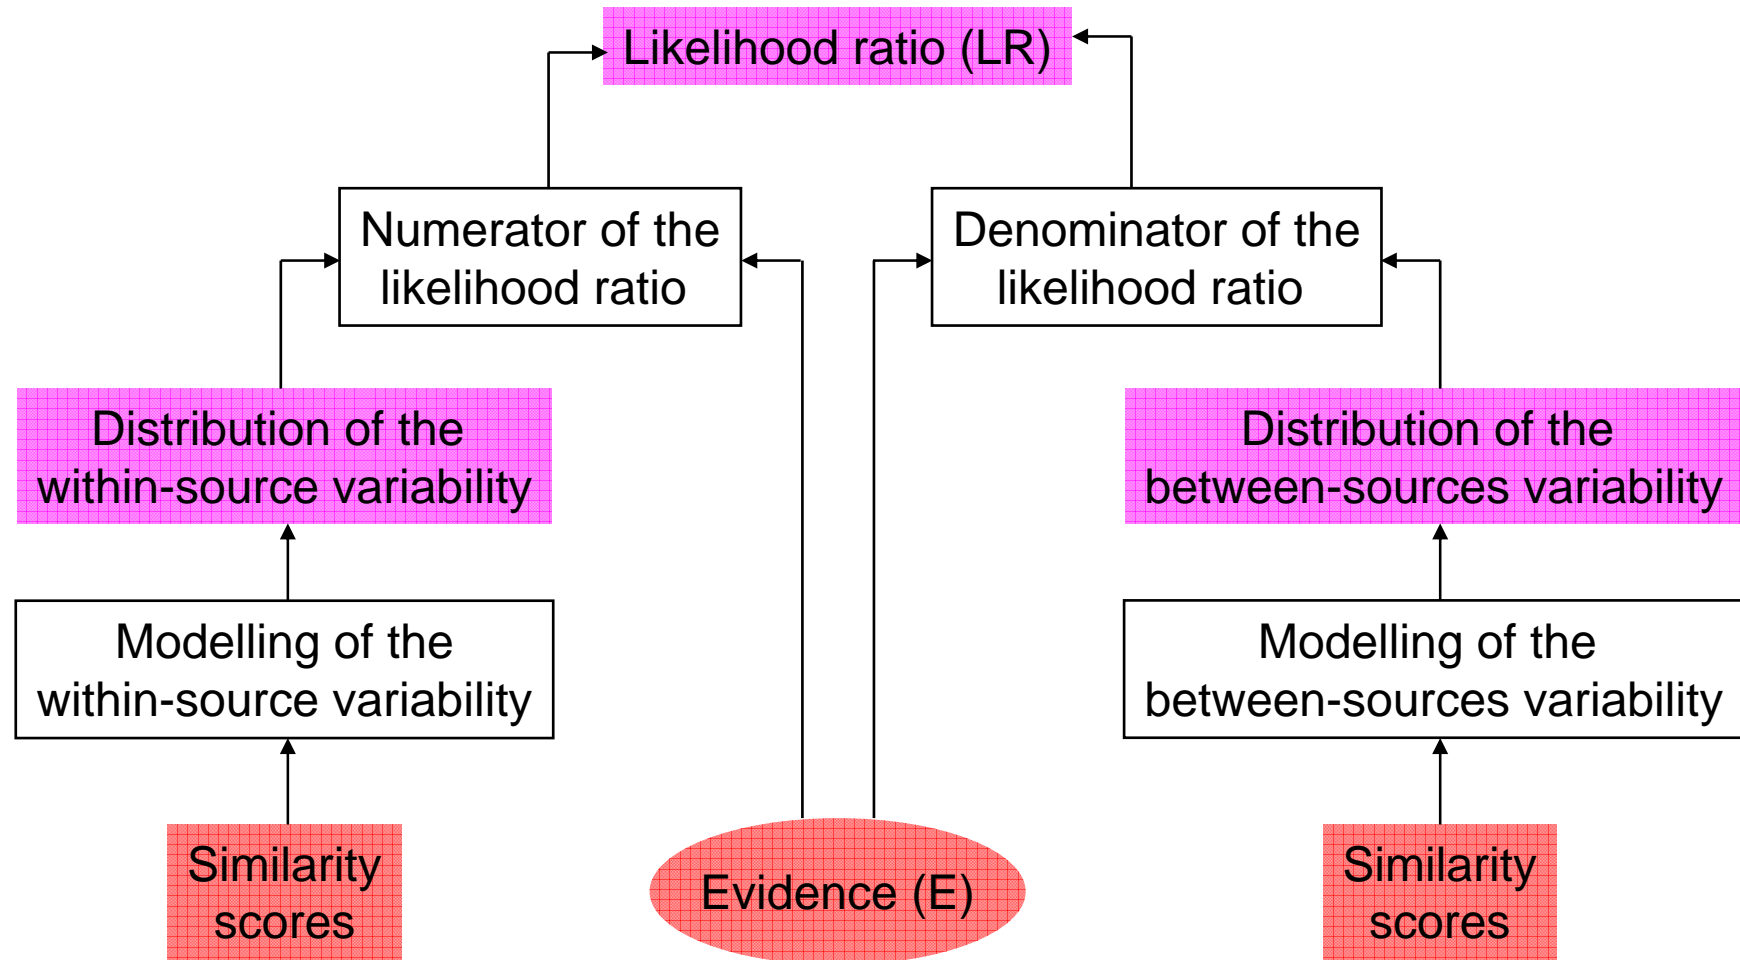 Likelihood ratio (LR)
Numerator of the
likelihood ratio
Denominator of the
likelihood ratio
Distribution of the
within-source variability
Distribution of the
between-sources variability
Modelling of the
within-source variability
Modelling of the
between-sources variability
Similarity
scores
Evidence (E)
Similarity
scores